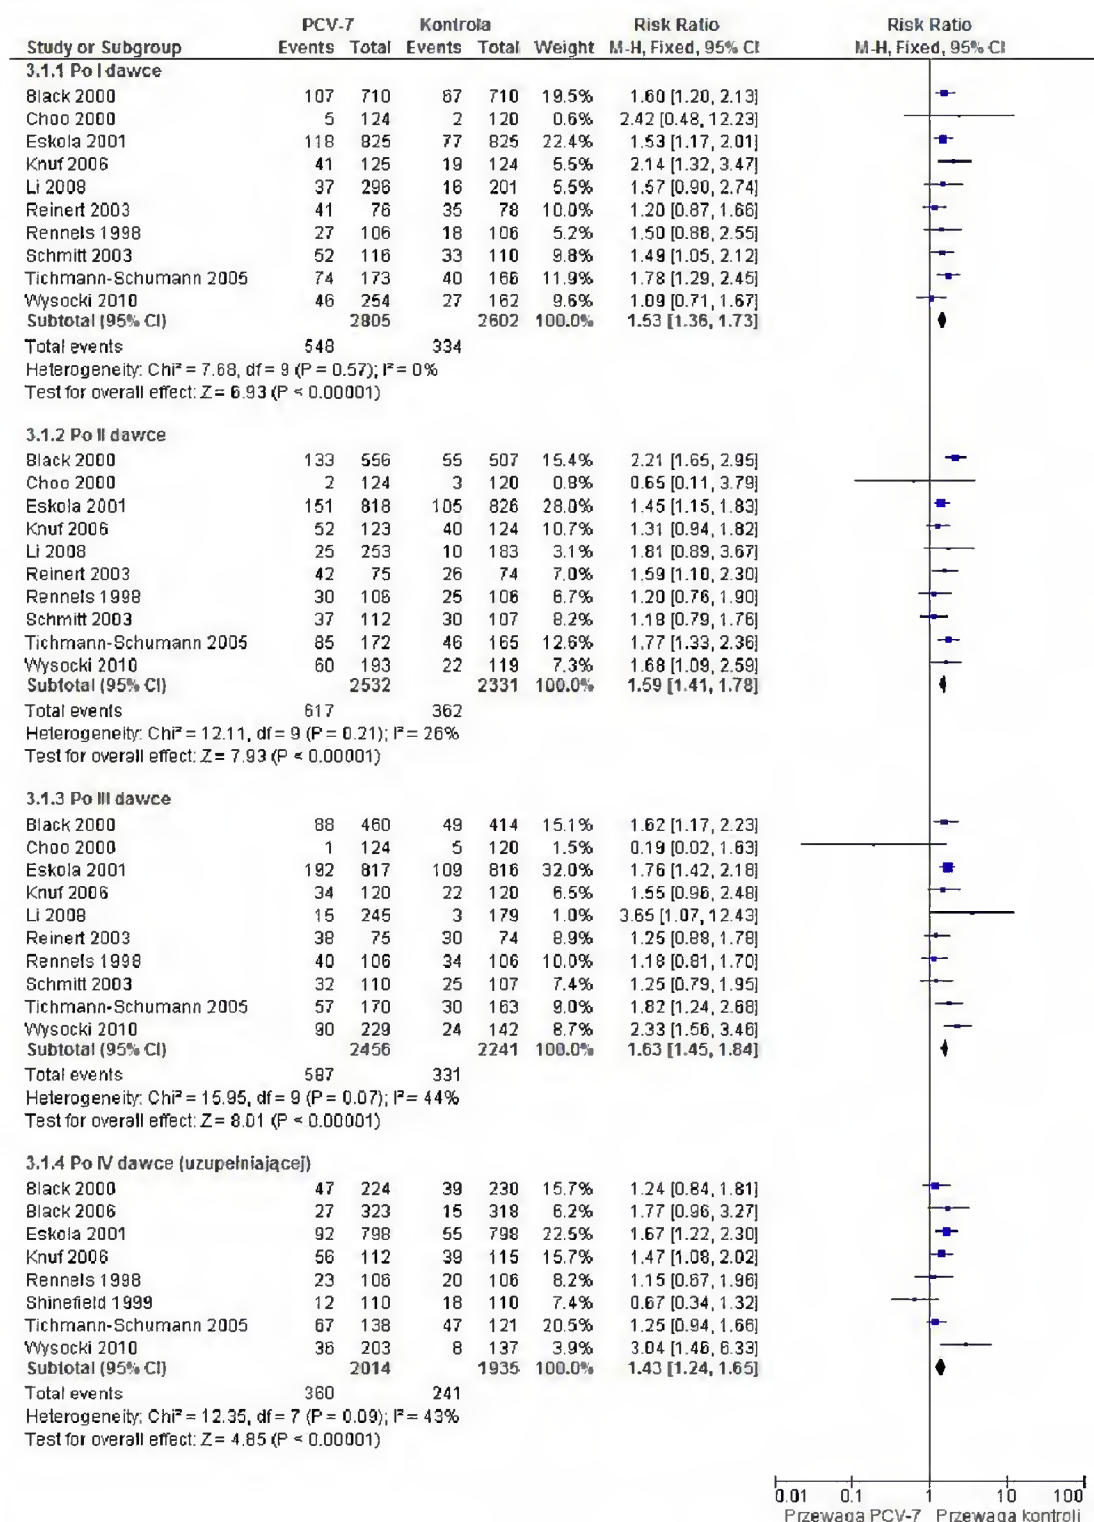 PCV-7 Kontrola Risk Ratio Risk Ratio
Study or Subgroup Events Total Events Total Weight M-H, Fixed, 95% CI M-H, Fixed, 95% CI
3.1.1 Po I dawce
Black 2000 107 710 67 710 19.5% 1.60 [1.20, 2.13]
Choo 2000 5 124 2 120 0.6% 2.42 [0.48, 12.23]
Eskola 2001 118 825 77 825 22.4% 1.53 [1.17, 2.01]
Knuf 2006 41 125 19 124 5.5% 2.14 [1.32, 3.47]
Li 2008 37 296 16 201 5.5% 1.57 [0.90, 2.74]
Reinert 2003 41 76 35 78 10.0% 1.20 [0.87, 1.66]
Rennels 1998 27 106 18 106 5.2% 1.50 [0.88, 2.55]
Schmitt 2003 52 116 33 110 9.8% 1.49 [1.05, 2.12]
Tichmann-Schumann 2005 74 173 40 166 11.9% 1.78 [1.29, 2.45]
Wysocki 2010 46 254 27 162 9.6% 1.09 [0.71, 1.67]
Subtotal (95% CI) 2805 2602 100.0% 1.53 [1.36, 1.73]
Total events 548 334
Heterogeneity: Chi² = 7.68, df = 9 (P = 0.57); I² = 0%
Test for overall effect: Z = 6.93 (P < 0.00001)
3.1.2 Po II dawce
Black 2000 133 556 55 507 15.4% 2.21 [1.65, 2.95]
Choo 2000 2 124 3 120 0.8% 0.65 [0.11, 3.79]
Eskola 2001 151 818 105 826 28.0% 1.45 [1.15, 1.83]
Knuf 2006 52 123 40 124 10.7% 1.31 [0.94, 1.82]
Li 2008 25 253 10 183 3.1% 1.81 [0.89, 3.67]
Reinert 2003 42 75 26 74 7.0% 1.59 [1.10, 2.30]
Rennels 1998 30 106 25 106 6.7% 1.20 [0.76, 1.90]
Schmitt 2003 37 112 30 107 8.2% 1.18 [0.79, 1.76]
Tichmann-Schumann 2005 85 172 46 165 12.6% 1.77 [1.33, 2.36]
Wysocki 2010 60 193 22 119 7.3% 1.68 [1.09, 2.59]
Subtotal (95% CI) 2532 2331 100.0% 1.59 [1.41, 1.78]
Total events 617 362
Heterogeneity: Chi² = 12.11, df = 9 (P = 0.21); I² = 26%
Test for overall effect: Z = 7.93 (P < 0.00001)
3.1.3 Po III dawce
Black 2000 88 460 49 414 15.1% 1.62 [1.17, 2.23]
Choo 2000 1 124 5 120 1.5% 0.19 [0.02, 1.63]
Eskola 2001 192 817 109 816 32.0% 1.76 [1.42, 2.18]
Knuf 2006 34 120 22 120 6.5% 1.55 [0.96, 2.48]
Li 2008 15 245 3 179 1.0% 3.65 [1.07, 12.43]
Reinert 2003 38 75 30 74 8.9% 1.25 [0.88, 1.78]
Rennels 1998 40 106 34 106 10.0% 1.18 [0.81, 1.70]
Schmitt 2003 32 110 25 107 7.4% 1.25 [0.79, 1.95]
Tichmann-Schumann 2005 57 170 30 163 9.0% 1.82 [1.24, 2.68]
Wysocki 2010 90 229 24 142 8.7% 2.33 [1.56, 3.46]
Subtotal (95% CI) 2456 2241 100.0% 1.63 [1.45, 1.84]
Total events 587 331
Heterogeneity: Chi² = 15.95, df = 9 (P = 0.07); I² = 44%
Test for overall effect: Z = 8.01 (P < 0.00001)
3.1.4 Po IV dawce (uzupełniającej)
Black 2000 47 224 39 230 15.7% 1.24 [0.84, 1.81]
Black 2006 27 323 15 318 6.2% 1.77 [0.96, 3.27]
Eskola 2001 92 798 55 798 22.5% 1.67 [1.22, 2.30]
Knuf 2006 56 112 39 115 15.7% 1.47 [1.08, 2.02]
Rennels 1998 23 106 20 106 8.2% 1.15 [0.67, 1.96]
Shinefield 1999 12 110 18 110 7.4% 0.67 [0.34, 1.32]
Tichmann-Schumann 2005 67 138 47 121 20.5% 1.25 [0.94, 1.66]
Wysocki 2010 36 203 8 137 3.9% 3.04 [1.46, 6.33]
Subtotal (95% CI) 2014 1935 100.0% 1.43 [1.24, 1.65]
Total events 360 241
Heterogeneity: Chi² = 12.35, df = 7 (P = 0.09); I² = 43%
Test for overall effect: Z = 4.85 (P < 0.00001)
0.01 0.1 1 10 100
Przewaga PCV-7 Przewaga kontroli